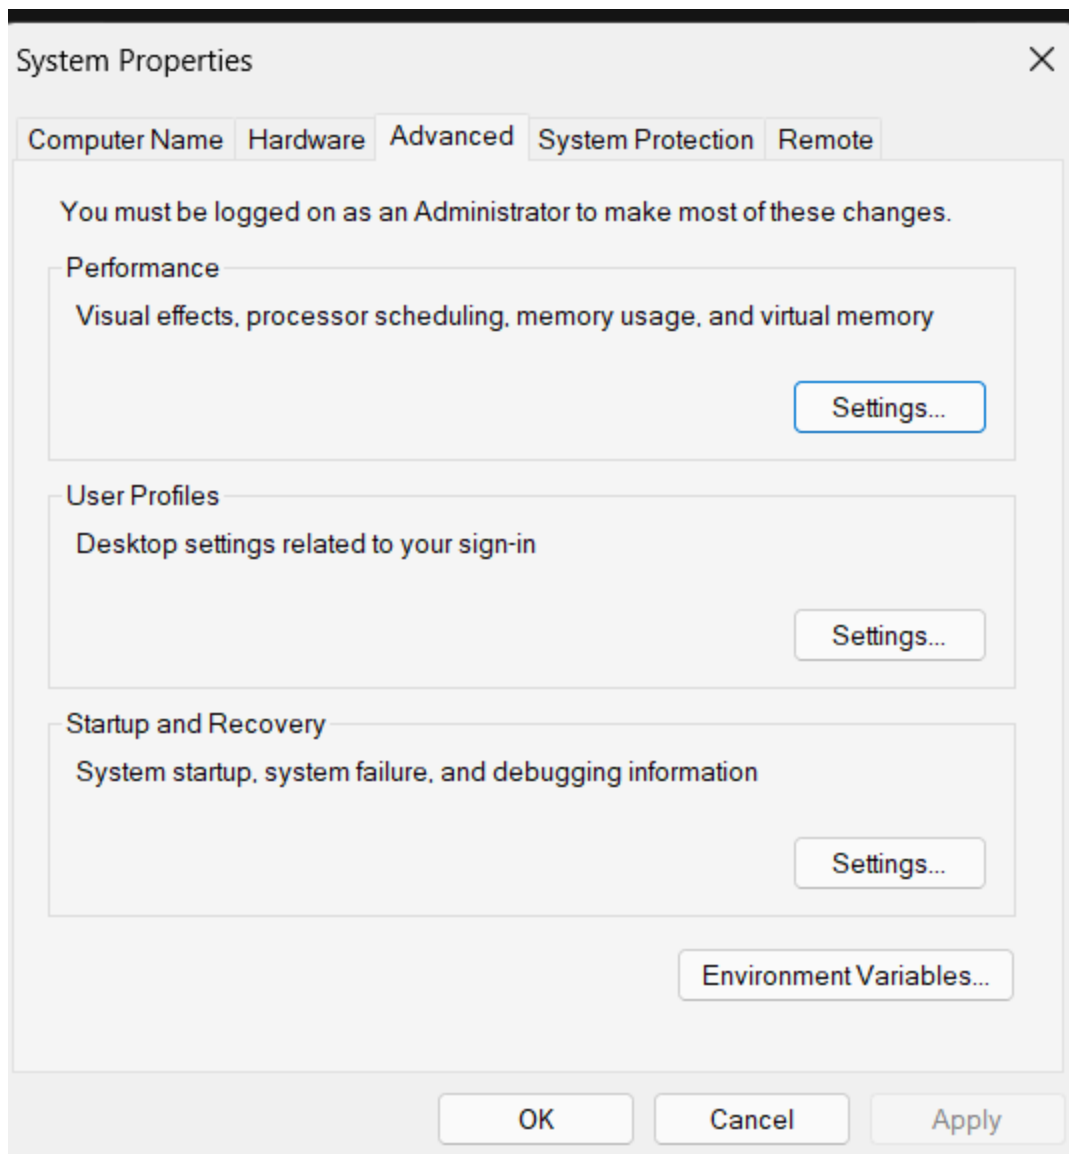 System Properties
Computer Name Hardware Advanced System Protection Remote
You must be logged on as an Administrator to make most of these changes.
Performance
Visual effects, processor scheduling, memory usage, and virtual memory
Settings...
User Profiles
Desktop settings related to your sign-in
Settings...
Startup and Recovery
System startup, system failure, and debugging information
Settings...
Environment Variables...
OK Cancel Apply